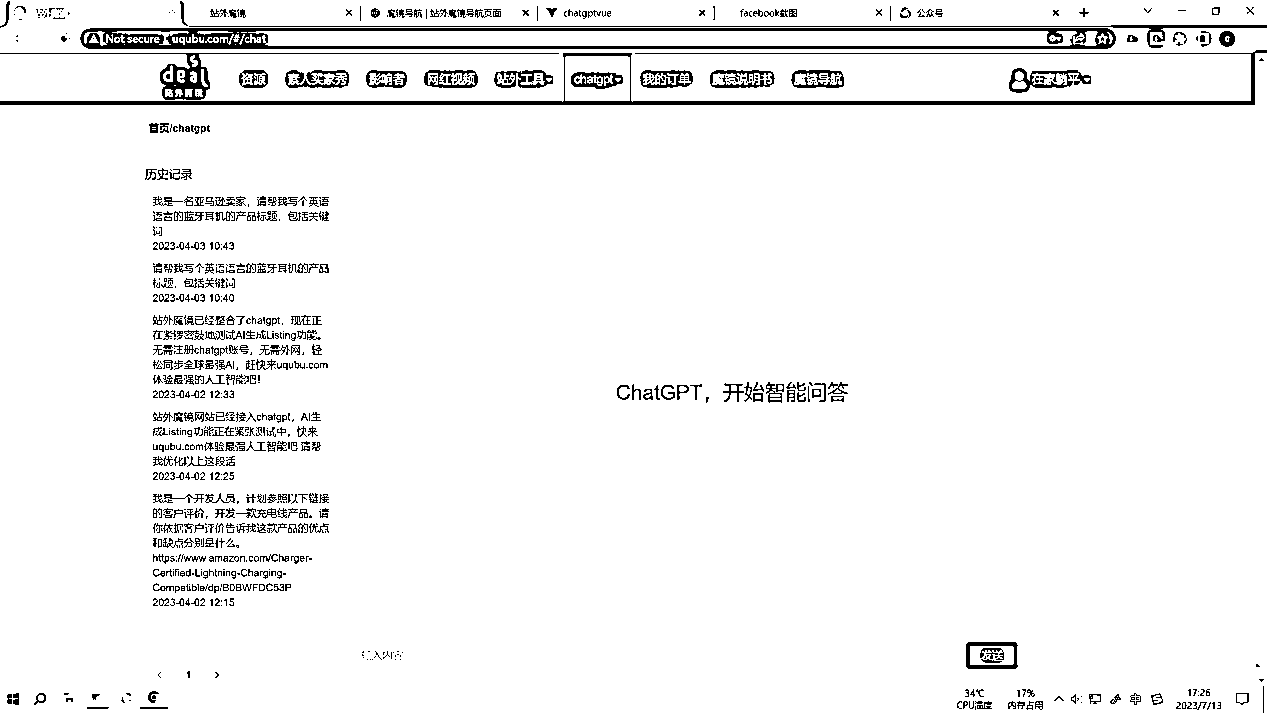 站外魔镜
魔镜导航 | 站外魔镜导航页面
chatgptvue
facebook截图
公众号
Not secure | uqubu.com/#/chat
deal
站外魔镜
资源
素人买家秀
影响者
网红视频
站外工具
chatgpt
我的订单
魔镜说明书
魔镜导航
在家躺平
首页/chatgpt
历史记录
我是一名亚马逊卖家，请帮我写个英语
语言的蓝牙耳机的产品标题，包括关键
词
2023-04-03 10:43
请帮我写个英语语言的蓝牙耳机的产品
标题，包括关键词
2023-04-03 10:40
站外魔镜已经整合了chatgpt，现在正
在紧锣密鼓地测试AI生成Listing功能。
无需注册chatgpt账号，无需外网，轻
松同步全球最强AI，赶快来uqubu.com
体验最强的人工智能吧！
2023-04-02 12:33
站外魔镜网站已经接入chatgpt，AI生
成Listing功能正在紧张测试中，快来
uqubu.com体验最强人工智能吧 请帮
我优化以上这段话
2023-04-02 12:25
我是一个开发人员，计划参照以下链接
的客户评价，开发一款充电线产品。请
你依据客户评价告诉我这款产品的优点
和缺点分别是什么。
https://www.amazon.com/Charger-
Certified-Lightning-Charging-
Compatible/dp/B0BWFDC53P
2023-04-02 12:15
ChatGPT，开始智能问答
输入内容
发送
1
34℃
CPU温度
17%
内存占用
中
17:26
2023/7/13